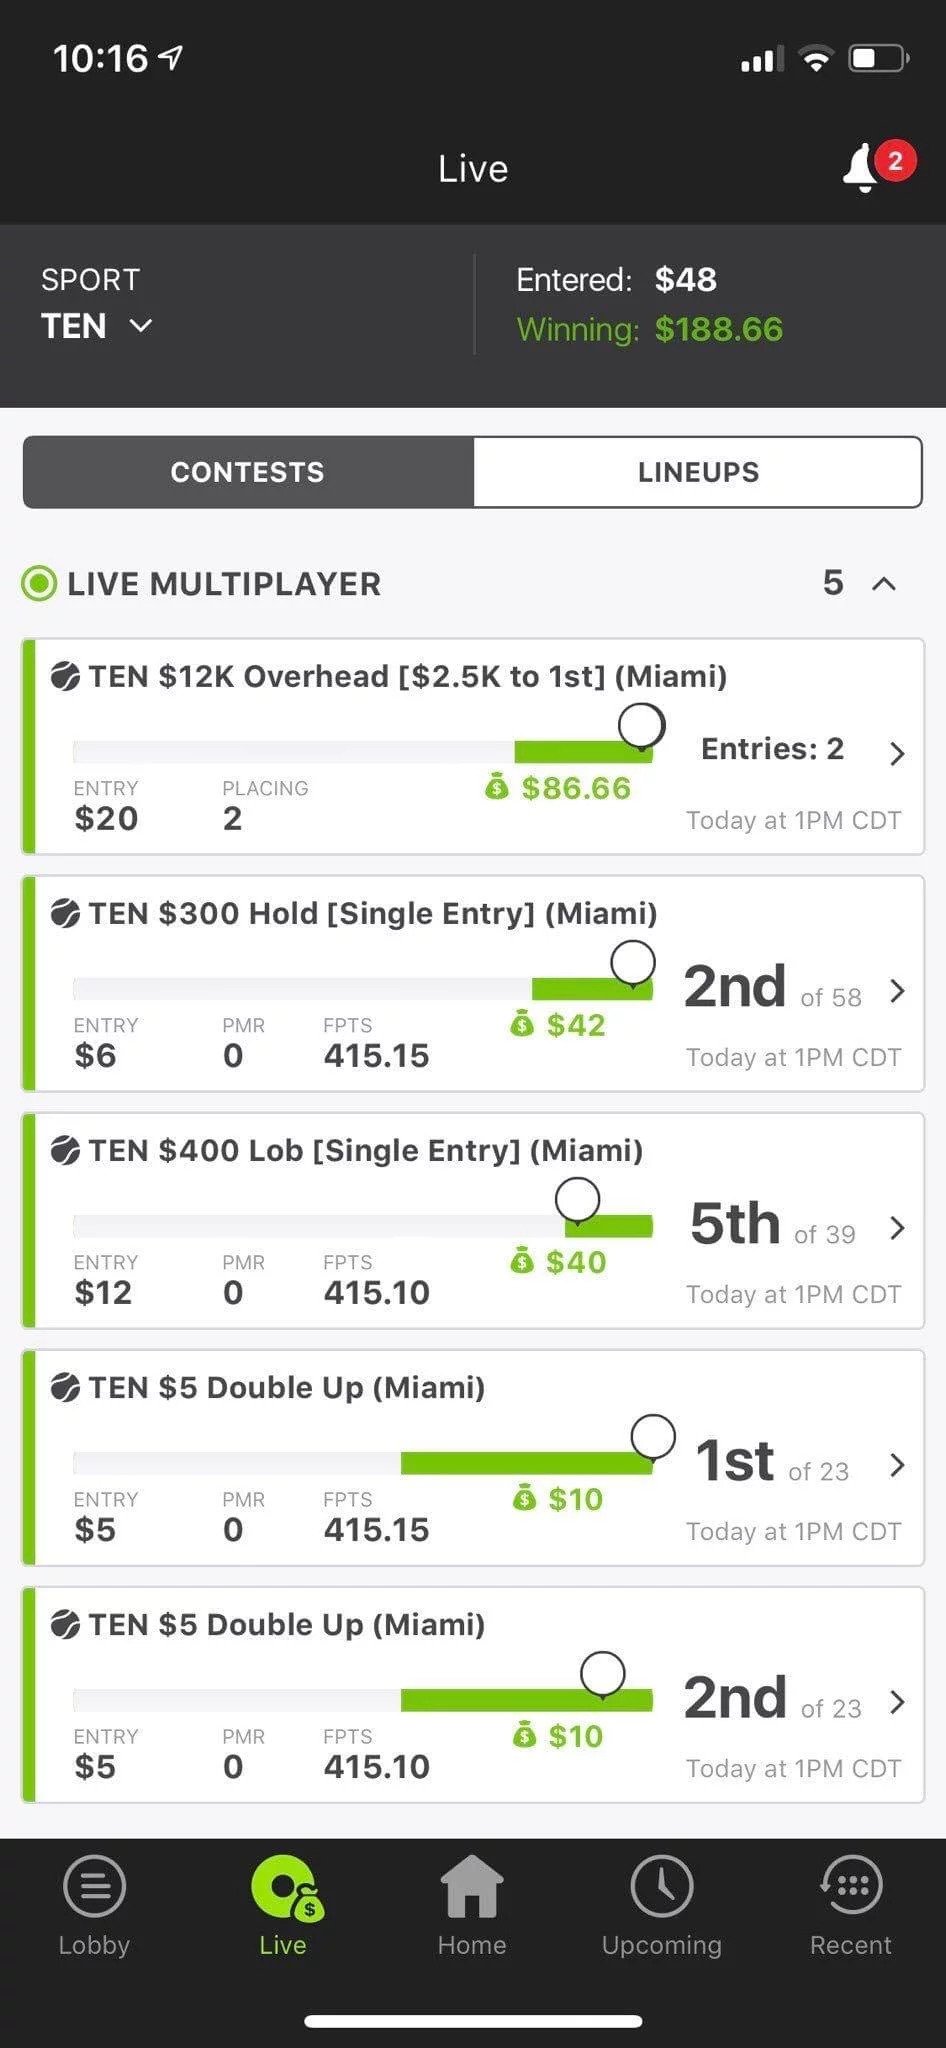 10:16
Live
2
SPORT
TEN
Entered: $48
Winning: $188.66
CONTESTS
LINEUPS
LIVE MULTIPLAYER 5
TEN $12K Overhead [$2.5K to 1st] (Miami)
Entries: 2
ENTRY PLACING $86.66
$20 2 Today at 1PM CDT
TEN $300 Hold [Single Entry] (Miami)
2nd of 58
ENTRY PMR FPTS $42
$6 0 415.15 Today at 1PM CDT
TEN $400 Lob [Single Entry] (Miami)
5th of 39
ENTRY PMR FPTS $40
$12 0 415.10 Today at 1PM CDT
TEN $5 Double Up (Miami)
1st of 23
ENTRY PMR FPTS $10
$5 0 415.15 Today at 1PM CDT
TEN $5 Double Up (Miami)
2nd of 23
ENTRY PMR FPTS $10
$5 0 415.10 Today at 1PM CDT
Lobby Live Home Upcoming Recent